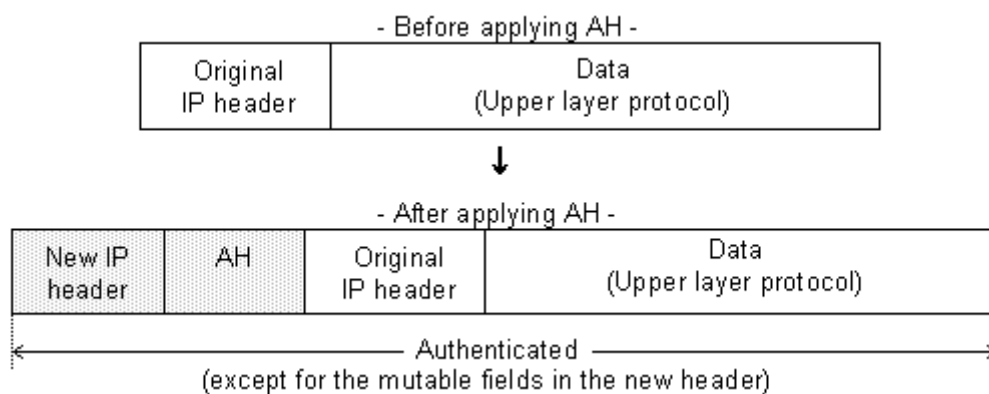 - Before applying AH -
Original
IP header
Data
(Upper layer protocol)
- After applying AH -
New IP
header
AH
Original
IP header
Data
(Upper layer protocol)
Authenticated
(except for the mutable fields in the new header)